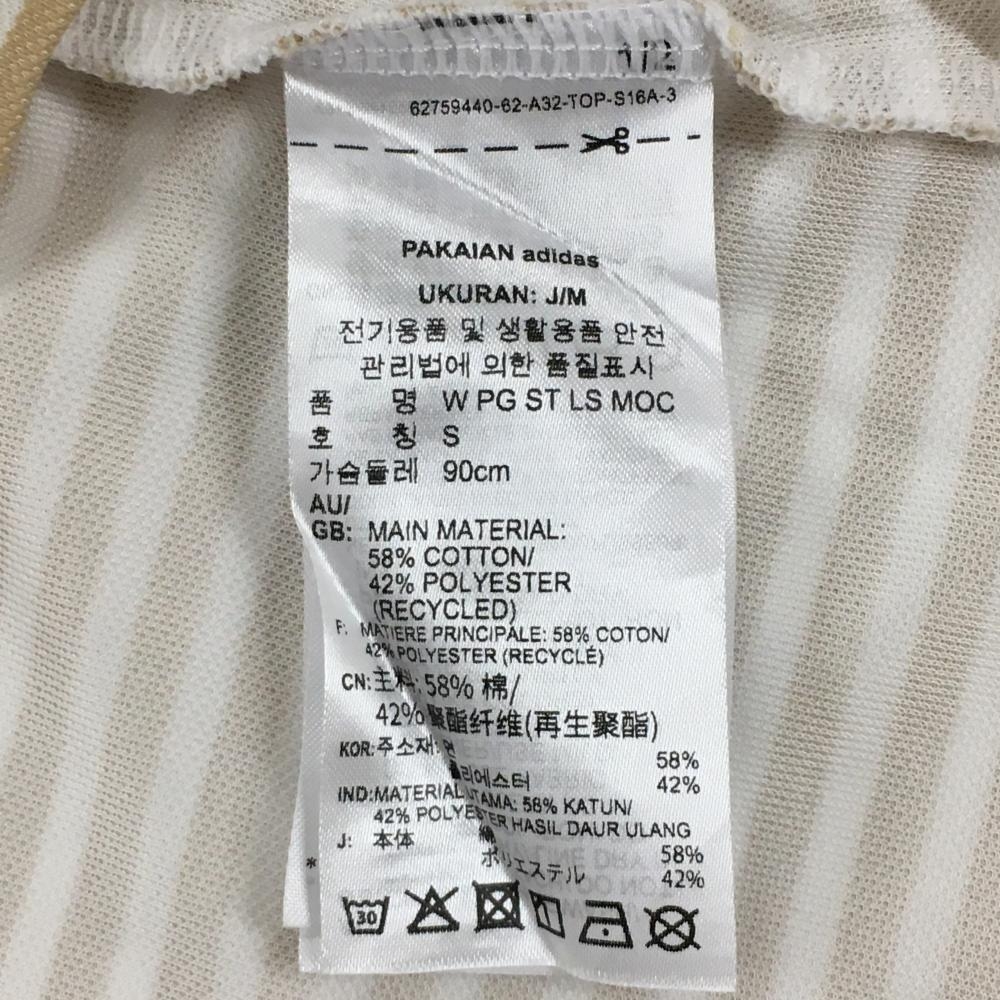 1/2
62759440-62-A32-TOP-S16A-3
PAKAIAN adidas
UKURAN: J/M
전기용품 및 생활용품 안전
관리법에 의한 품질표시
품 명 W PG ST LS MOC
호 칭 S
가슴둘레 90cm
AU/
GB: MAIN MATERIAL:
58% COTTON/
42% POLYESTER
(RECYCLED)
F: MATIERE PRINCIPALE: 58% COTON/
42% POLYESTER (RECYCLÉ)
CN:主料: 58% 棉/
42%聚酯纤维(再生聚酯)
KOR:주소재: 면 58%
폴리에스터 42%
IND:MATERIAL UTAMA: 58% KATUN/
42% POLYESTER HASIL DAUR ULANG
J: 本体 綿 58%
ポリエステル 42%
*
30